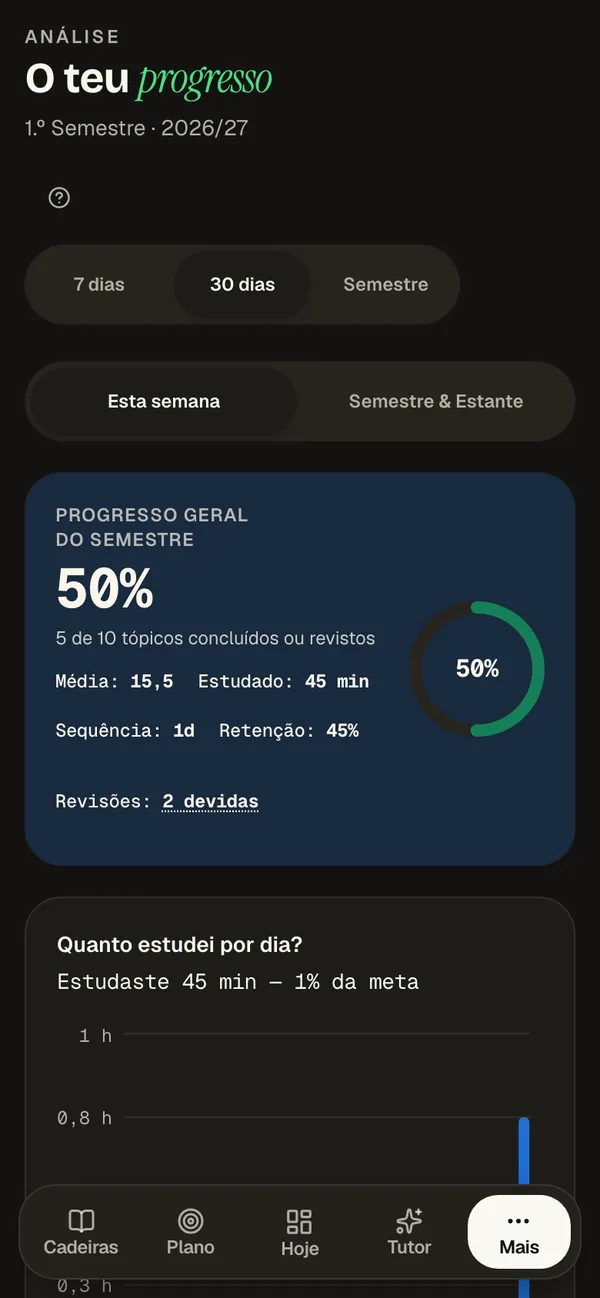 ANÁLISE
O teu progresso
1.º Semestre · 2026/27
?
7 dias 30 dias Semestre
Esta semana Semestre & Estante
PROGRESSO GERAL
DO SEMESTRE
50%
5 de 10 tópicos concluídos ou revistos
50%
Média: 15,5 Estudado: 45 min
Sequência: 1d Retenção: 45%
Revisões: 2 devidas
Quanto estudei por dia?
Estudaste 45 min — 1% da meta
1 h
0,8 h
Cadeiras Plano Hoje Tutor Mais
0,3 h